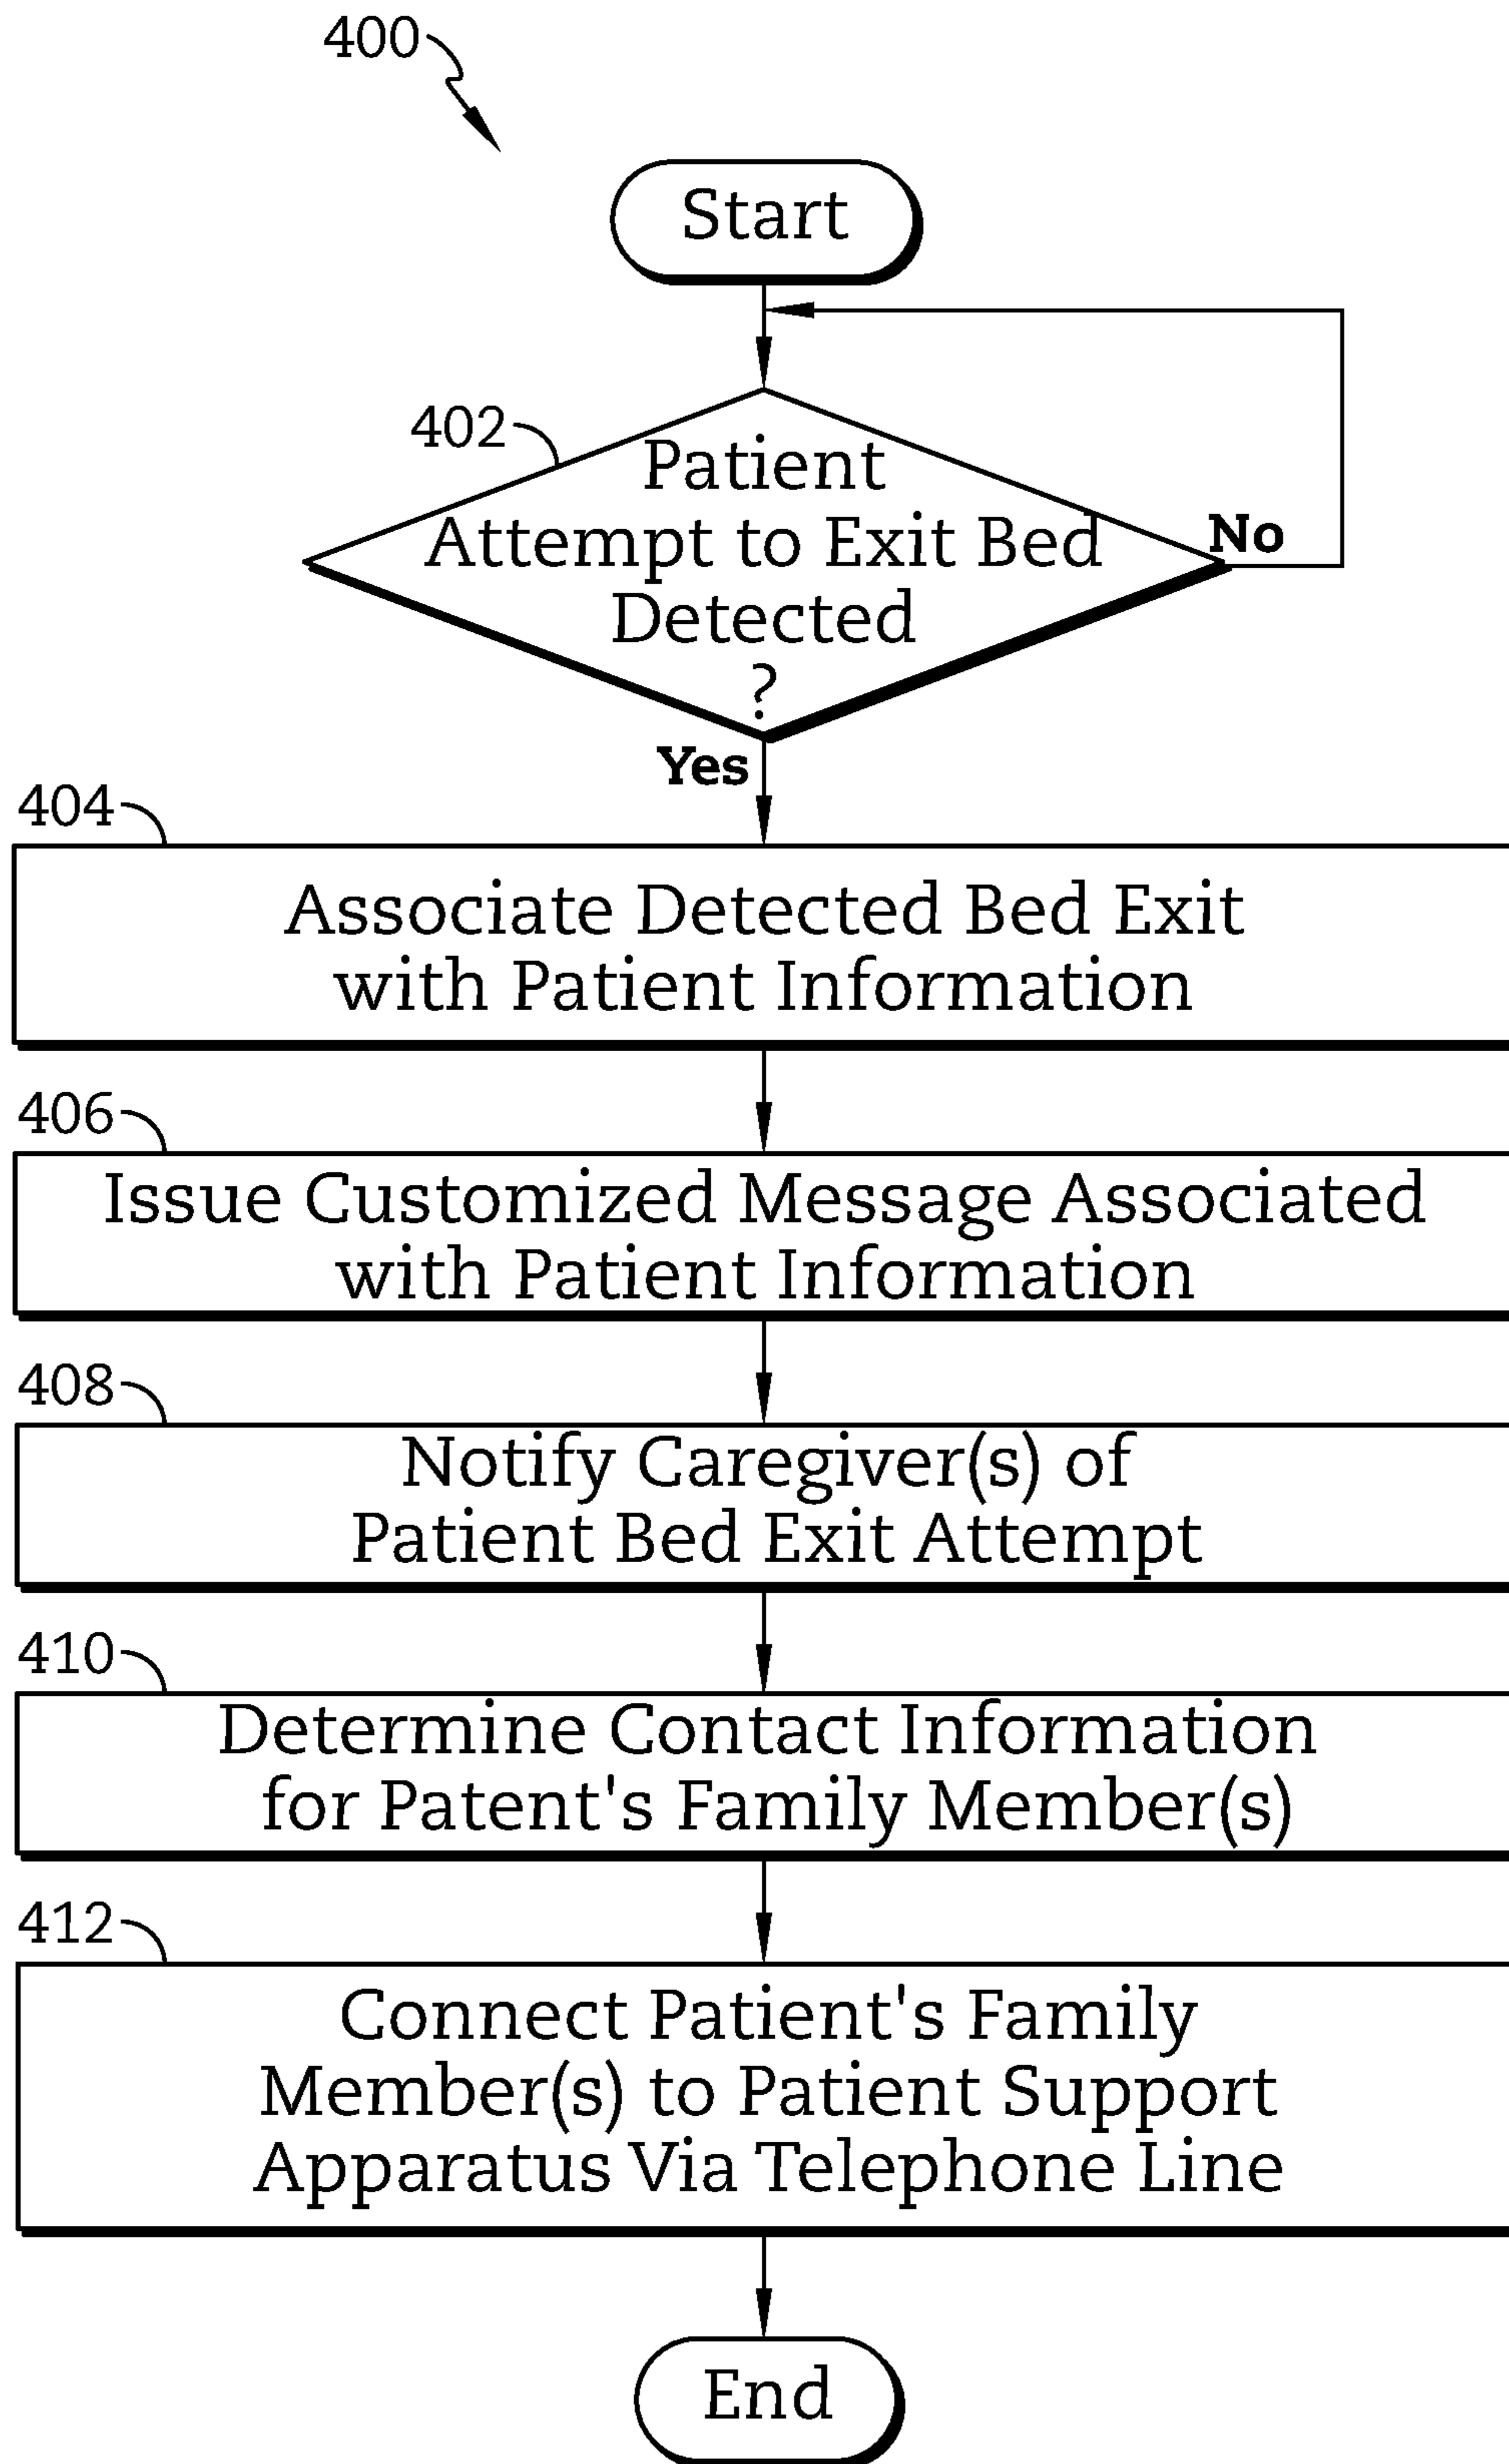 400
Start
402
Patient
Attempt to Exit Bed
Detected
?
No
Yes
404
Associate Detected Bed Exit
with Patient Information
406
Issue Customized Message Associated
with Patient Information
408
Notify Caregiver(s) of
Patient Bed Exit Attempt
410
Determine Contact Information
for Patent's Family Member(s)
412
Connect Patient's Family
Member(s) to Patient Support
Apparatus Via Telephone Line
End